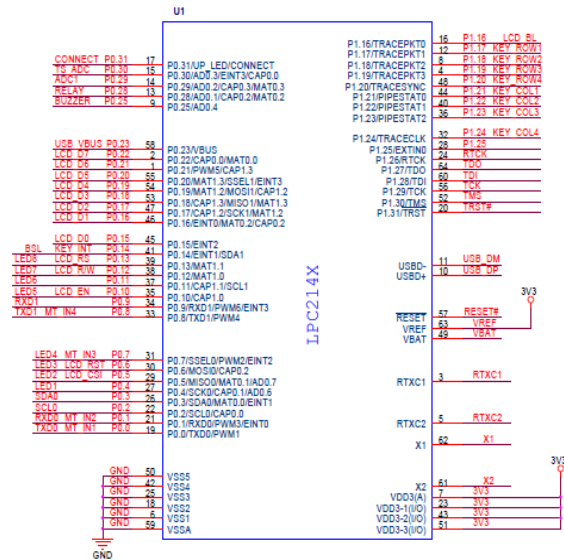 U1
CONNECT P0.31 17 P0.31/UP_LED/CONNECT
TS_ADC P0.30 15 P0.30/AD0.3/EINT3/CAP0.0
ADC1 P0.29 14 P0.29/AD0.2/CAP0.3/MAT0.3
RELAY P0.28 13 P0.28/AD0.1/CAP0.2/MAT0.2
BUZZER P0.25 9 P0.25/AD0.4
USB_VBUS P0.23 58 P0.23/VBUS
LCD_D7 P0.22 2 P0.22/CAP0.0/MAT0.0
LCD_D6 P0.21 1 P0.21/PWM5/CAP1.3
LCD_D5 P0.20 55 P0.20/MAT1.3/SSEL1/EINT3
LCD_D4 P0.19 54 P0.19/MAT1.2/MOSI1/CAP1.2
LCD_D3 P0.18 53 P0.18/CAP1.3/MISO1/MAT1.3
LCD_D2 P0.17 47 P0.17/CAP1.2/SCK1/MAT1.2
LCD_D1 P0.16 46 P0.16/EINT0/MAT0.2/CAP0.2
LCD_D0 P0.15 45 P0.15/EINT2
BSL KEY_INT P0.14 41 P0.14/EINT1/SDA1
LED8 LCD_RS P0.13 39 P0.13/MAT1.1
LED7 LCD_R/W P0.12 38 P0.12/MAT1.0
LED6 P0.11 37 P0.11/CAP1.1/SCL1
LED5 LCD_EN P0.10 35 P0.10/CAP1.0
RXD1 P0.9 34 P0.9/RXD1/PWM6/EINT3
TXD1 MT_IN4 P0.8 33 P0.8/TXD1/PWM4
LED4 MT_IN3 P0.7 31 P0.7/SSEL0/PWM2/EINT2
LED3 LCD_RST P0.6 30 P0.6/MOSI0/CAP0.2
LED2 LCD_CSI P0.5 29 P0.5/MISO0/MAT0.1/AD0.7
LED1 P0.4 27 P0.4/SCK0/CAP0.1/AD0.6
SDA0 P0.3 26 P0.3/SDA0/MAT0.0/EINT1
SCL0 P0.2 22 P0.2/SCL0/CAP0.0
RXD0 MT_IN2 P0.1 21 P0.1/RXD0/PWM3/EINT0
TXD0 MT_IN1 P0.0 19 P0.0/TXD0/PWM1
GND 50 VSS5
GND 42 VSS4
GND 25 VSS3
GND 18 VSS2
GND 6 VSS1
GND 59 VSSA
GND
LPC214X
P1.16/TRACEPKT0 16 P1.16 LCD_BL
P1.17/TRACEPKT1 12 P1.17 KEY_ROW1
P1.18/TRACEPKT2 8 P1.18 KEY_ROW2
P1.19/TRACEPKT3 4 P1.19 KEY_ROW3
P1.20/TRACESYNC 48 P1.20 KEY_ROW4
P1.21/PIPESTAT0 44 P1.21 KEY_COL1
P1.22/PIPESTAT1 40 P1.22 KEY_COL2
P1.23/PIPESTAT2 36 P1.23 KEY_COL3
P1.24/TRACECLK 32 P1.24 KEY_COL4
P1.25/EXTIN0 28 P1.25
P1.26/RTCK 24 RTCK
P1.27/TDO 64 TDO
P1.28/TDI 60 TDI
P1.29/TCK 56 TCK
P1.30/TMS 52 TMS
P1.31/TRST 20 TRST#
USBD- 11 USB_DM
USBD+ 10 USB_DP
3V3
RESET 57 RESET#
VREF 63 VREF
VBAT 49 VBAT
RTXC1 3 RTXC1
RTXC2 5 RTXC2
X1 62 X1
3V3
X2 61 X2
VDD3(A) 7 3V3
VDD3-1(I/O) 23 3V3
VDD3-2(I/O) 43 3V3
VDD3-3(I/O) 51 3V3